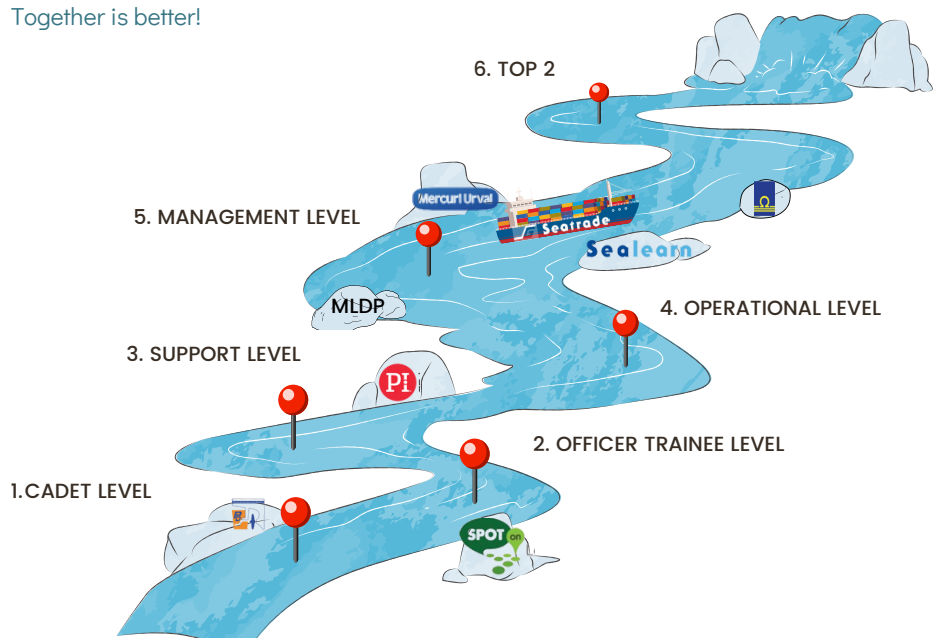 Together is better!
6. TOP 2
Mercuri Urval
5. MANAGEMENT LEVEL
Seatrade
Sealearn
MLDP
4. OPERATIONAL LEVEL
3. SUPPORT LEVEL
PI
2. OFFICER TRAINEE LEVEL
1.CADET LEVEL
SPOT on